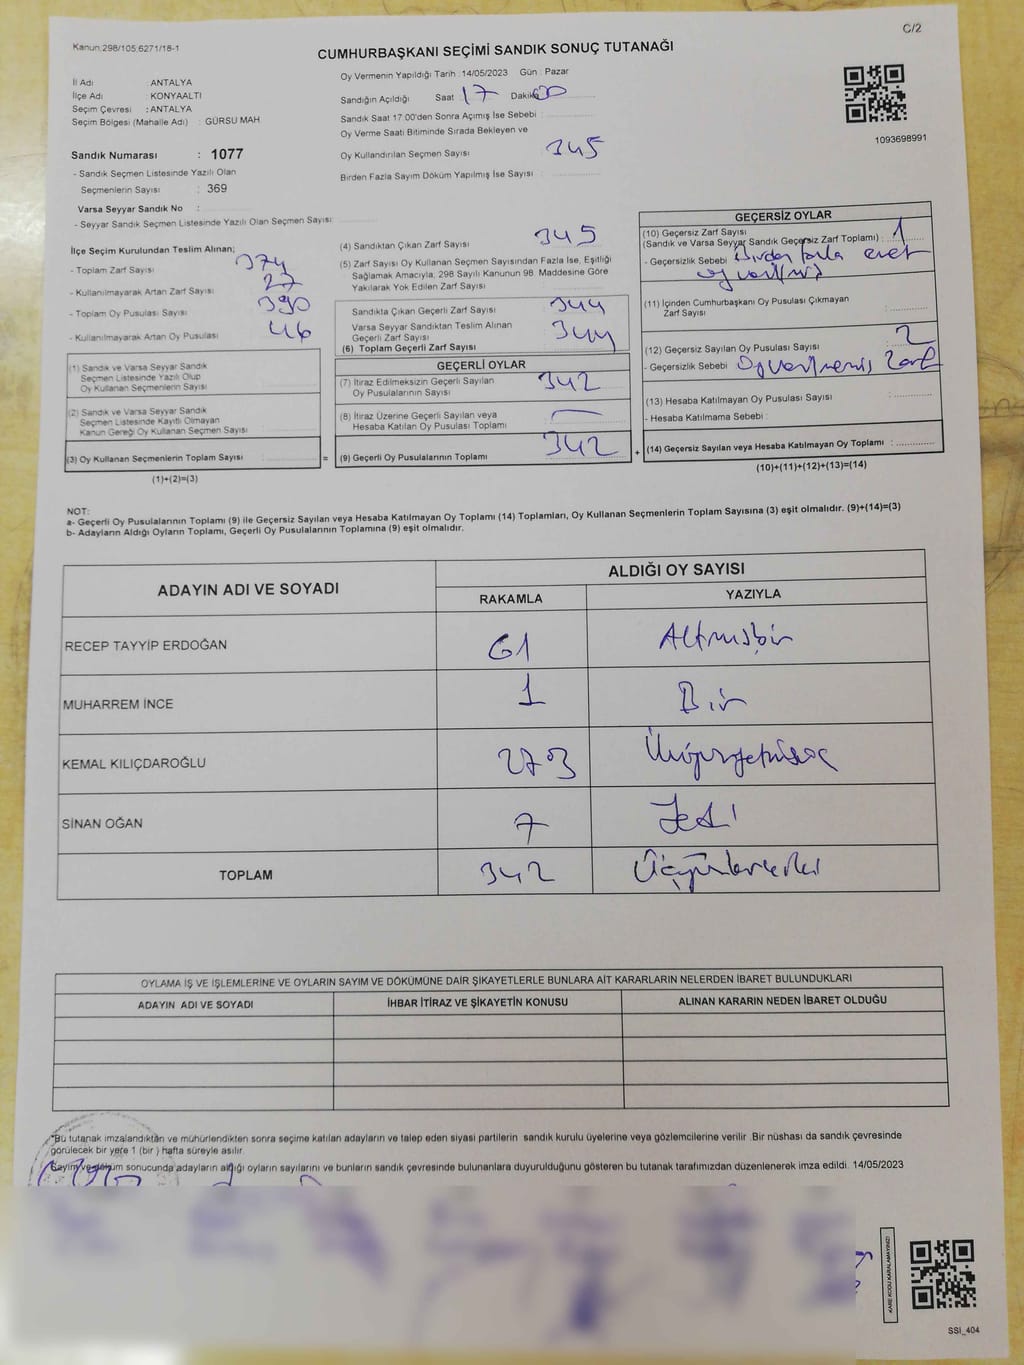 C/2
Kanun:298/105,6271/18-1
CUMHURBAŞKANI SEÇİMİ SANDIK SONUÇ TUTANAĞI
İl Adı : ANTALYA
İlçe Adı : KONYAALTI
Seçim Çevresi : ANTALYA
Seçim Bölgesi (Mahalle Adı) : GÜRSU MAH.
Oy Vermenin Yapıldığı Tarih : 14/05/2023 Gün : Pazar
Sandığın Açıldığı Saat 17 Dakika 00
Sandık Saat 17:00'den Sonra Açımış İse Sebebi :
Oy Verme Saati Bitiminde Sırada Bekleyen ve
Oy Kullandırılan Seçmen Sayısı 345
Birden Fazla Sayım Döküm Yapılmış İse Sayısı :
1093698991
Sandık Numarası : 1077
- Sandık Seçmen Listesinde Yazılı Olan
Seçmenlerin Sayısı : 369
Varsa Seyyar Sandık No :
- Seyyar Sandık Seçmen Listesinde Yazılı Olan Seçmen Sayısı:
İlçe Seçim Kurulundan Teslim Alınan;
- Toplam Zarf Sayısı 374
- Kullanılmayarak Artan Zarf Sayısı 27
- Toplam Oy Pusulası Sayısı 390
- Kullanılmayarak Artan Oy Pusulası 46
(1) Sandık ve Varsa Seyyar Sandık
Seçmen Listesinde Yazılı Olup
Oy Kullanan Seçmenlerin Sayısı
(2) Sandık ve Varsa Seyyar Sandık
Seçmen Listesinde Kayıtlı Olmayan
Kanun Gereği Oy Kullanan Seçmen Sayısı
(3) Oy Kullanan Seçmenlerin Toplam Sayısı =
(1)+(2)=(3)
(4) Sandıktan Çıkan Zarf Sayısı 345
(5) Zarf Sayısı Oy Kullanan Seçmen Sayısından Fazla İse, Eşitliği
Sağlamak Amacıyla, 298 Sayılı Kanunun 98. Maddesine Göre
Yakılarak Yok Edilen Zarf Sayısı
Sandıkta Çıkan Geçerli Zarf Sayısı 344
Varsa Seyyar Sandıktan Teslim Alınan
Geçerli Zarf Sayısı
(6) Toplam Geçerli Zarf Sayısı 344
GEÇERLİ OYLAR
(7) İtiraz Edilmeksizin Geçerli Sayılan
Oy Pusulasının Sayısı 342
(8) İtiraz Üzerine Geçerli Sayılan veya
Hesaba Katılan Oy Pusulası Toplamı —
(9) Geçerli Oy Pusulalarının Toplamı 342 +
GEÇERSİZ OYLAR
(10) Geçersiz Zarf Sayısı
(Sandık ve Varsa Seyyar Sandık Geçersiz Zarf Toplamı) : 1
- Geçersizlik Sebebi Birden fazla evet
(11) İçinden Cumhurbaşkanı Oy Pusulası Çıkmayan
Zarf Sayısı :
(12) Geçersiz Sayılan Oy Pusulası Sayısı 2
- Geçersizlik Sebebi Oy verilmemiş Zarf
(13) Hesaba Katılmayan Oy Pusulası Sayısı :
- Hesaba Katılmama Sebebi :
(14) Geçersiz Sayılan veya Hesaba Katılmayan Oy Toplamı :
(10)+(11)+(12)+(13)=(14)
NOT:
a- Geçerli Oy Pusulalarının Toplamı (9) ile Geçersiz Sayılan veya Hesaba Katılmayan Oy Toplamı (14) Toplamları, Oy Kullanan Seçmenlerin Toplam Sayısına (3) eşit olmalıdır. (9)+(14)=(3)
b- Adayların Aldığı Oyların Toplamı, Geçerli Oy Pusulalarının Toplamına (9) eşit olmalıdır.
ADAYIN ADI VE SOYADI ALDIĞI OY SAYISI
RAKAMLA YAZIYLA
RECEP TAYYİP ERDOĞAN 61 Altmışbir
MUHARREM İNCE 1 Bir
KEMAL KILIÇDAROĞLU 273
SİNAN OĞAN 7 Yedi
TOPLAM 342
OYLAMA İŞ VE İŞLEMLERİNE VE OYLARIN SAYIM VE DÖKÜMÜNE DAİR ŞİKAYETLERLE BUNLARA AİT KARARLARIN NELERDEN İBARET BULUNDUKLARI
ADAYIN ADI VE SOYADI İHBAR İTİRAZ VE ŞİKAYETİN KONUSU ALINAN KARARIN NEDEN İBARET OLDUĞU
*Bu tutanak imzalandıktan ve mühürlendikten sonra seçime katılan adayların ve talep eden siyasi partilerin sandık kurulu üyelerine veya gözlemcilerine verilir .Bir nüshası da sandık çevresinde
görülecek bir yere 1 (bir ) hafta süreyle asılır.
Sayım ve döküm sonucunda adayların aldığı oyların sayılarını ve bunların sandık çevresinde bulunanlara duyurulduğunu gösteren bu tutanak tarafımızdan düzenlenerek imza edildi. 14/05/2023
KARE KODU KARALAMAYINIZ!
SSİ_404